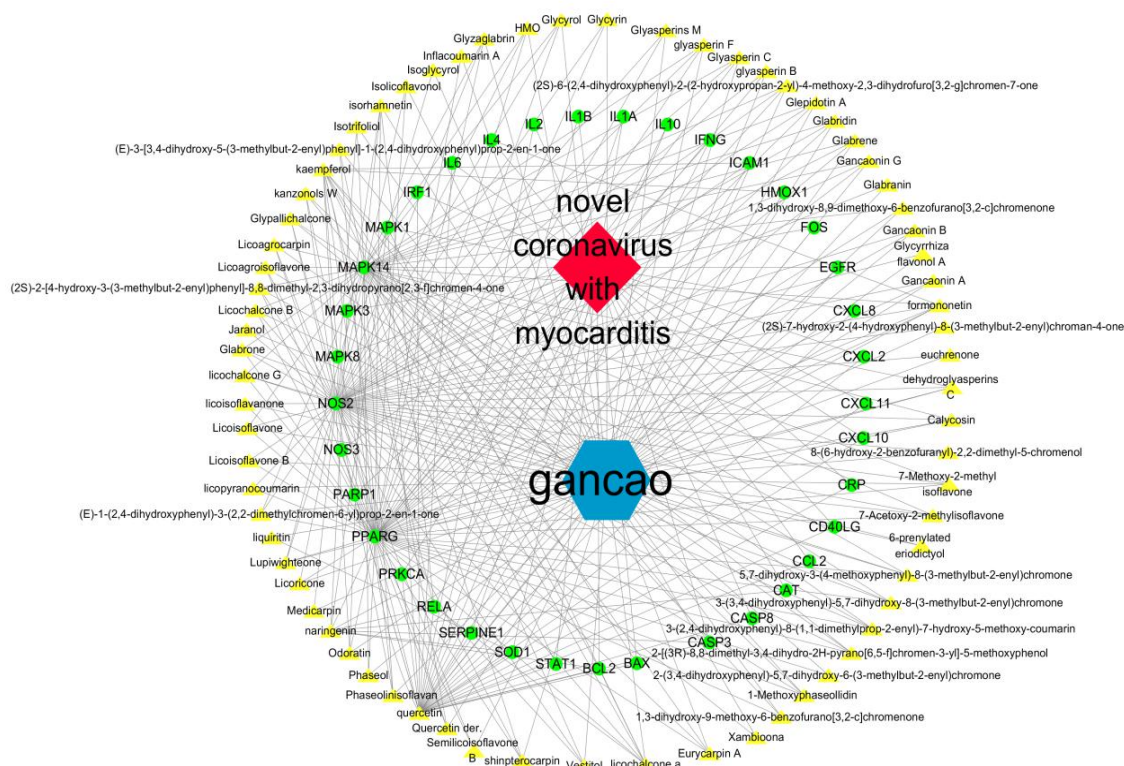 Glycyrol
Glycyrin
HMO
Glyasperins M
Glyzaglabrin
glyasperin F
Inflacoumarin A
Glyasperin C
Isoglycyrol
glyasperin B
Isolicoflavonol
(2S)-6-(2,4-dihydroxyphenyl)-2-(2-hydroxypropan-2-yl)-4-methoxy-2,3-dihydrofuro[3,2-g]chromen-7-one
isorhamnetin
Glepidotin A
Isotrifoliol
Glabridin
(E)-3-[3,4-dihydroxy-5-(3-methylbut-2-enyl)phenyl]-1-(2,4-dihydroxyphenyl)prop-2-en-1-one
Glabrene
kaempferol
Gancaonin G
kanzonols W
Glabranin
Glypallichalcone
1,3-dihydroxy-8,9-dimethoxy-6-benzofurano[3,2-c]chromenone
Licoagrocarpin
Gancaonin B
Licoagroisoflavone
Glycyrrhiza
flavonol A
(2S)-2-[4-hydroxy-3-(3-methylbut-2-enyl)phenyl]-8,8-dimethyl-2,3-dihydropyrano[2,3-f]chromen-4-one
Gancaonin A
Licochalcone B
formononetin
Jaranol
(2S)-7-hydroxy-2-(4-hydroxyphenyl)-8-(3-methylbut-2-enyl)chroman-4-one
Glabrone
euchrenone
licochalcone G
dehydroglyasperins
C
licoisoflavanone
Calycosin
Licoisoflavone
8-(6-hydroxy-2-benzofuranyl)-2,2-dimethyl-5-chromenol
Licoisoflavone B
7-Methoxy-2-methyl
isoflavone
licopyranocoumarin
7-Acetoxy-2-methylisoflavone
(E)-1-(2,4-dihydroxyphenyl)-3-(2,2-dimethylchromen-6-yl)prop-2-en-1-one
6-prenylated
eriodictyol
liquiritin
5,7-dihydroxy-3-(4-methoxyphenyl)-8-(3-methylbut-2-enyl)chromone
Lupiwighteone
Licoricone
3-(3,4-dihydroxyphenyl)-5,7-dihydroxy-8-(3-methylbut-2-enyl)chromone
Medicarpin
3-(2,4-dihydroxyphenyl)-8-(1,1-dimethylprop-2-enyl)-7-hydroxy-5-methoxy-coumarin
naringenin
2-[(3R)-8,8-dimethyl-3,4-dihydro-2H-pyrano[6,5-f]chromen-3-yl]-5-methoxyphenol
Odoratin
2-(3,4-dihydroxyphenyl)-5,7-dihydroxy-6-(3-methylbut-2-enyl)chromone
Phaseol
1-Methoxyphaseollidin
Phaseolinisoflavan
1,3-dihydroxy-9-methoxy-6-benzofurano[3,2-c]chromenone
quercetin
Xambioona
Quercetin der.
Eurycarpin A
Semilicoisoflavone
B
shinpterocarpin
Vestitol
licochalcone a
IL1B
IL1A
IL2
IL10
IL4
IFNG
IL6
ICAM1
IRF1
HMOX1
MAPK1
FOS
MAPK14
EGFR
MAPK3
CXCL8
MAPK8
CXCL2
NOS2
CXCL11
NOS3
CXCL10
PARP1
CRP
PPARG
CD40LG
PRKCA
CCL2
RELA
CAT
SERPINE1
CASP8
SOD1
CASP3
STAT1
BCL2
BAX
novel
coronavirus
with
myocarditis
gancao